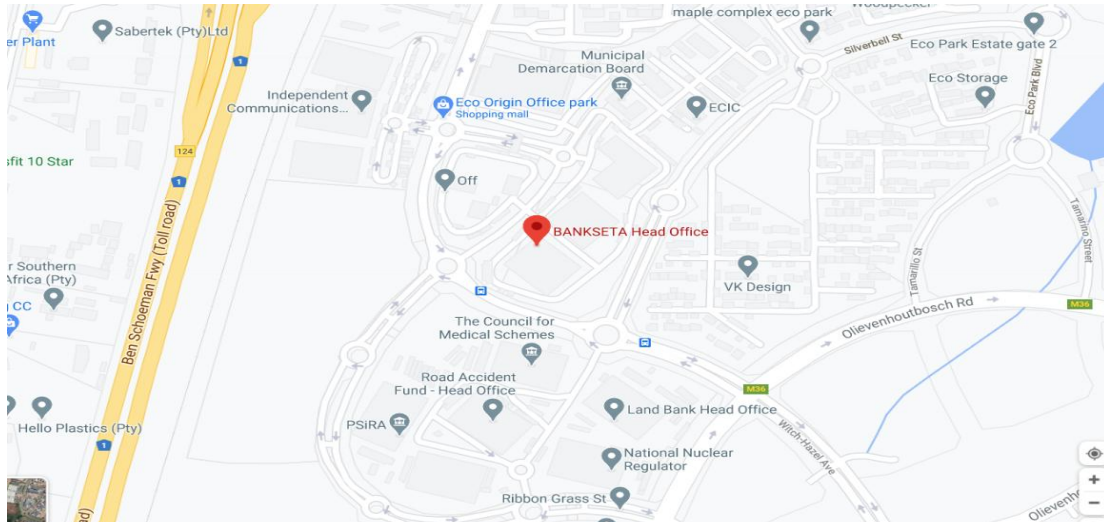 maple complex eco park
er Plant
Sabertek (Pty)Ltd
Silverbell St
Eco Park Estate gate 2
Municipal
Demarcation Board
1
Independent
Communications...
Eco Origin Office park
Shopping mall
ECIC
Eco Storage
Eco Park Blvd
124
sfit 10 Star
1
Off
BANKSETA Head Office
Tamarino Street
Tamarillo St
r Southern
Africa (Pty)
g CC
VK Design
Ben Schoeman Fwy (Toll road)
Olievenhoutbosch Rd
M36
The Council for
Medical Schemes
Road Accident
Fund - Head Office
M36
Land Bank Head Office
PSiRA
Hello Plastics (Pty)
1
Witch-Hazel Ave
National Nuclear
Regulator
Ribbon Grass St
ad)
Olieven
+
−